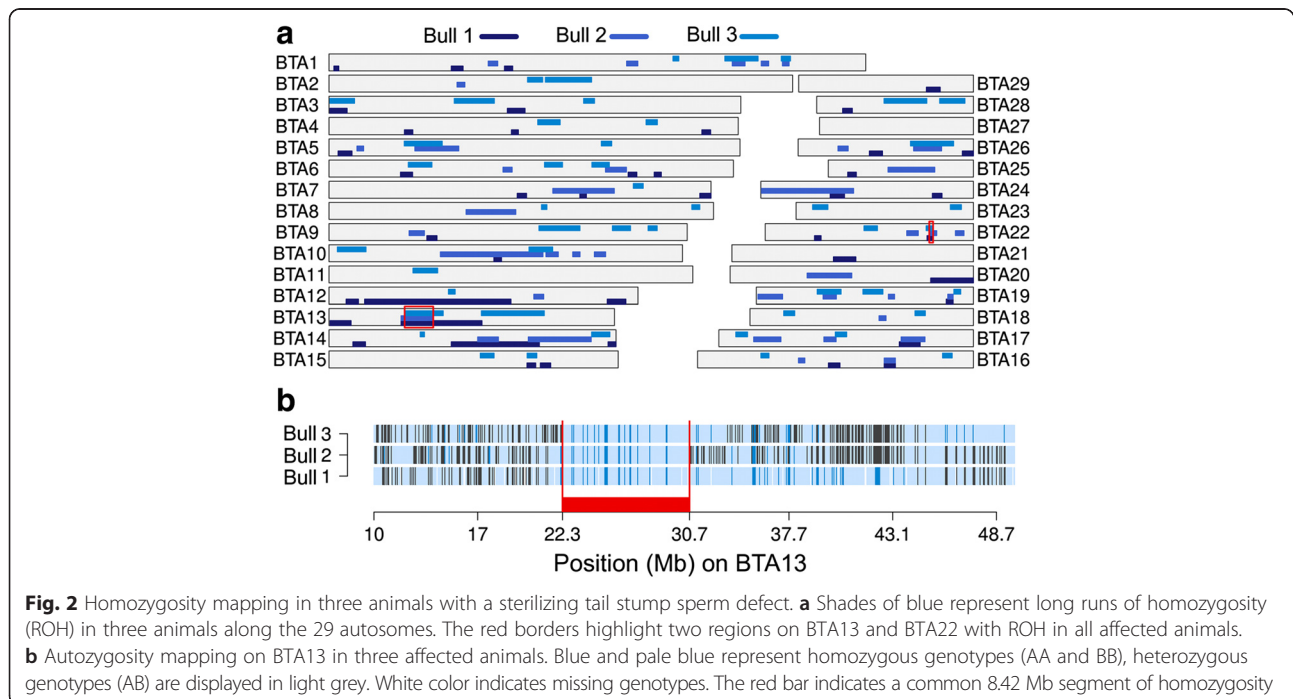 a
Bull 1 Bull 2 Bull 3
BTA1
BTA2 BTA29
BTA3 BTA28
BTA4 BTA27
BTA5 BTA26
BTA6 BTA25
BTA7 BTA24
BTA8 BTA23
BTA9 BTA22
BTA10 BTA21
BTA11 BTA20
BTA12 BTA19
BTA13 BTA18
BTA14 BTA17
BTA15 BTA16
b
Bull 3
Bull 2
Bull 1
10 17 22.3 30.7 37.7 43.1 48.7
Position (Mb) on BTA13
Fig. 2 Homozygosity mapping in three animals with a sterilizing tail stump sperm defect. a Shades of blue represent long runs of homozygosity
(ROH) in three animals along the 29 autosomes. The red borders highlight two regions on BTA13 and BTA22 with ROH in all affected animals.
b Autozygosity mapping on BTA13 in three affected animals. Blue and pale blue represent homozygous genotypes (AA and BB), heterozygous
genotypes (AB) are displayed in light grey. White color indicates missing genotypes. The red bar indicates a common 8.42 Mb segment of homozygosity